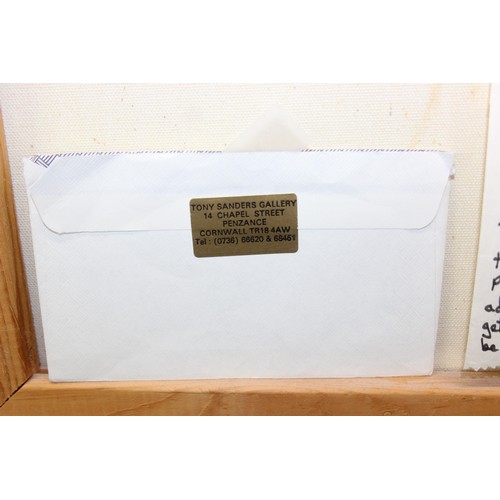 TONY SANDERS GALLERY
14 CHAPEL STREET
PENZANCE
CORNWALL TR18 4AW
Tel : (0736) 66620 & 68461